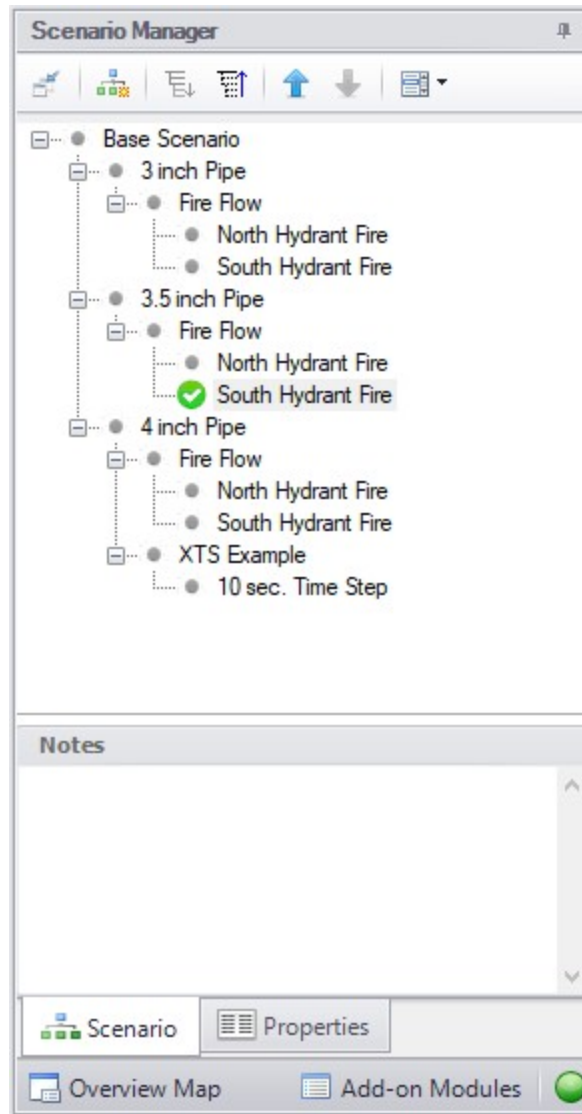 Scenario Manager
Base Scenario
3 inch Pipe
Fire Flow
North Hydrant Fire
South Hydrant Fire
3.5 inch Pipe
Fire Flow
North Hydrant Fire
South Hydrant Fire
4 inch Pipe
Fire Flow
North Hydrant Fire
South Hydrant Fire
XTS Example
10 sec. Time Step
Notes
Scenario Properties
Overview Map Add-on Modules